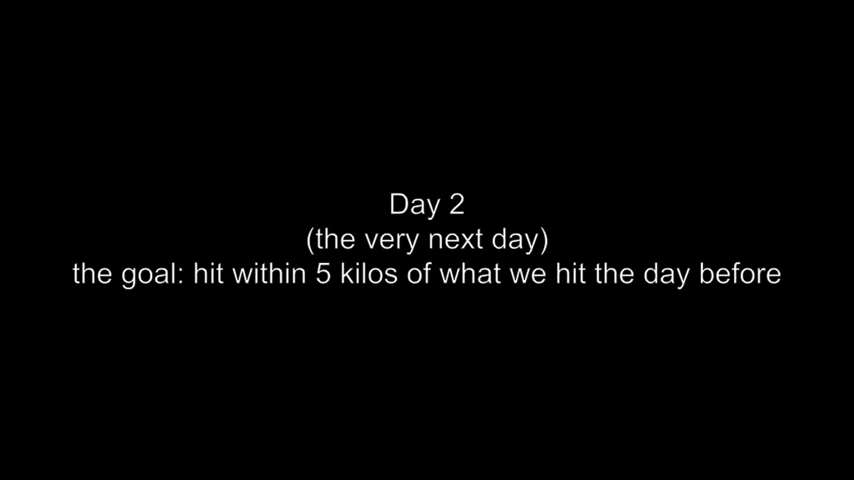 Day 2
(the very next day)
the goal: hit within 5 kilos of what we hit the day before